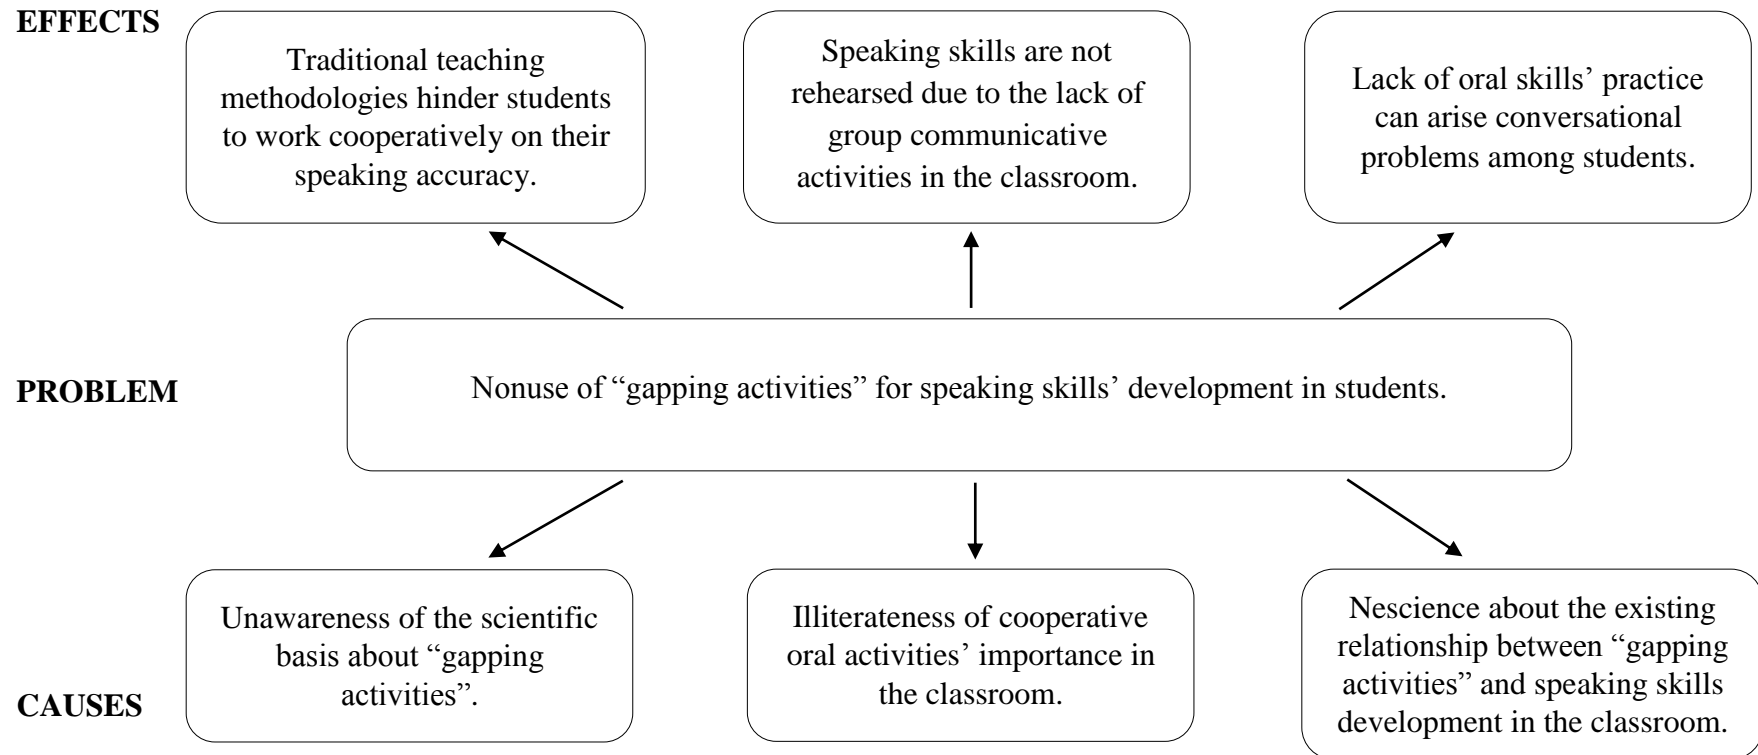 EFFECTS
Traditional teaching
methodologies hinder students
to work cooperatively on their
speaking accuracy.
Speaking skills are not
rehearsed due to the lack of
group communicative
activities in the classroom.
Lack of oral skills’ practice
can arise conversational
problems among students.
PROBLEM
Nonuse of “gapping activities” for speaking skills’ development in students.
CAUSES
Unawareness of the scientific
basis about “gapping
activities”.
Illiterateness of cooperative
oral activities’ importance in
the classroom.
Nescience about the existing
relationship between “gapping
activities” and speaking skills
development in the classroom.